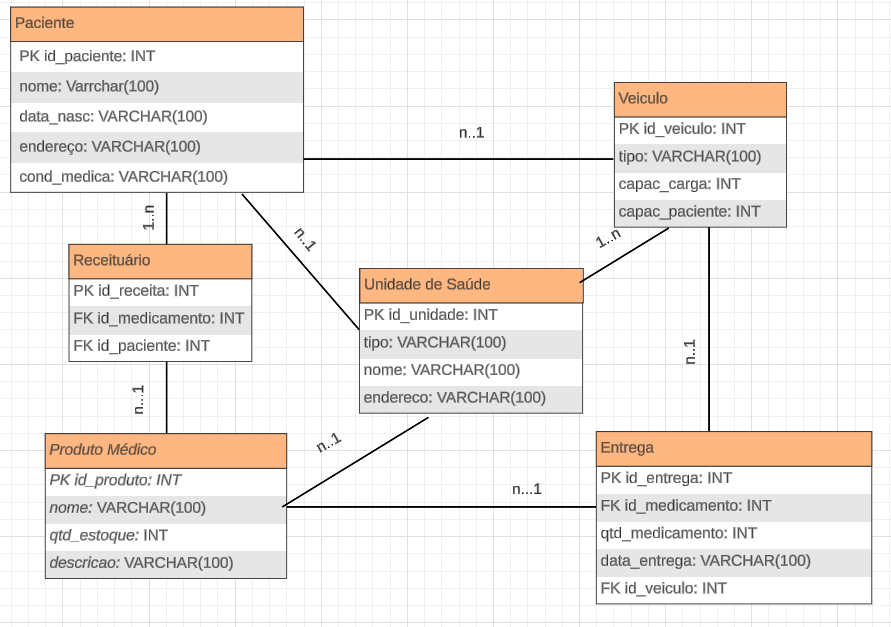 Paciente
PK id_paciente: INT
nome: Varrchar(100)
data_nasc: VARCHAR(100)
endereço: VARCHAR(100)
cond_medica: VARCHAR(100)
n..1
Veiculo
PK id_veiculo: INT
tipo: VARCHAR(100)
capac_carga: INT
capac_paciente: INT
1..n
n..1
1..n
Receituário
PK id_receita: INT
FK id_medicamento: INT
FK id_paciente: INT
Unidade de Saúde
PK id_unidade: INT
tipo: VARCHAR(100)
nome: VARCHAR(100)
endereco: VARCHAR(100)
n..1
n...1
n..1
Produto Médico
PK id_produto: INT
nome: VARCHAR(100)
qtd_estoque: INT
descricao: VARCHAR(100)
n...1
Entrega
PK id_entrega: INT
FK id_medicamento: INT
qtd_medicamento: INT
data_entrega: VARCHAR(100)
FK id_veiculo: INT